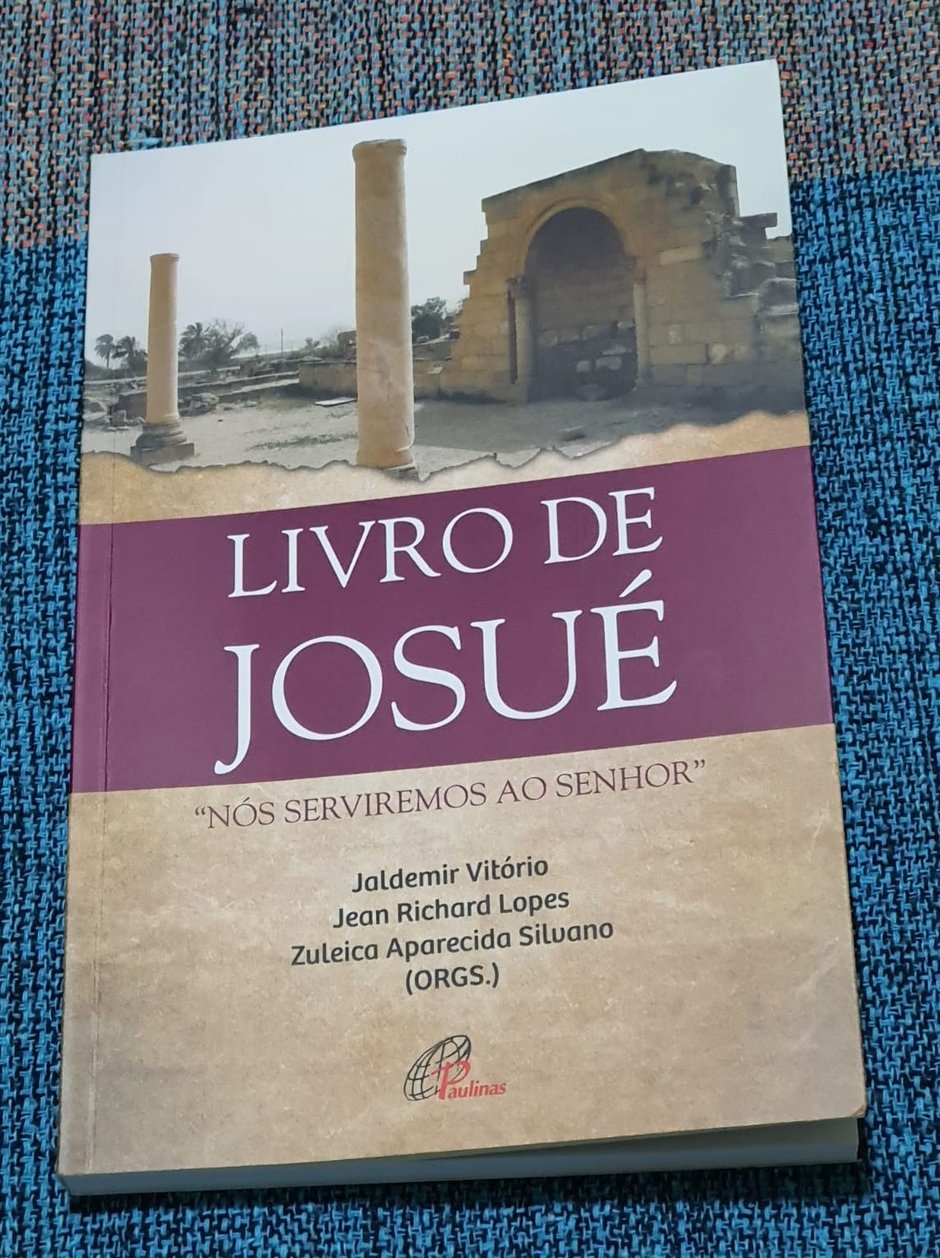 LIVRO DE
JOSUÉ
“NÓS SERVIREMOS AO SENHOR”
Jaldemir Vitório
Jean Richard Lopes
Zuleica Aparecida Silvano
(ORGS.)
Paulinas